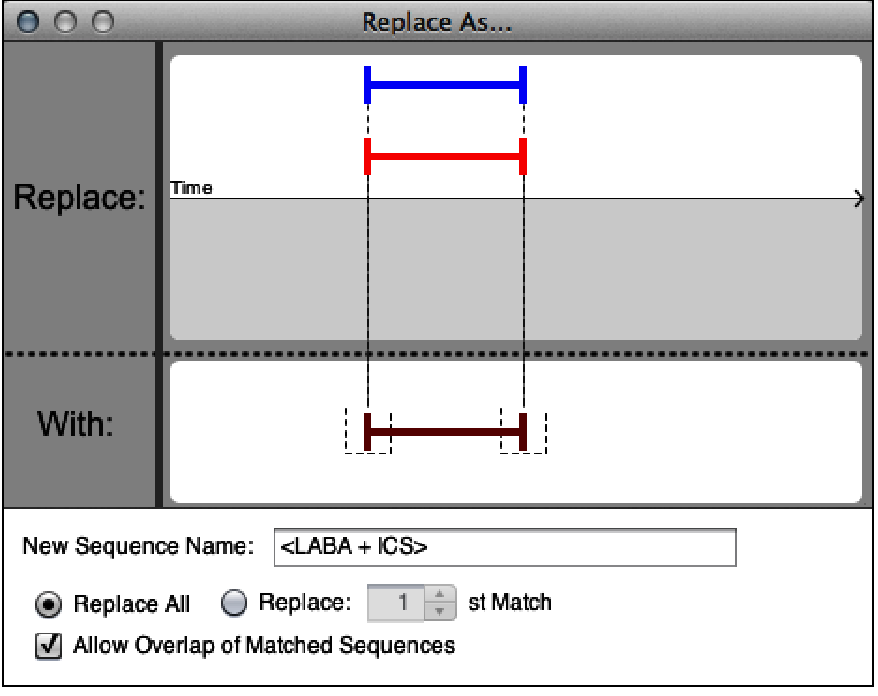 Replace As...
Replace:
Time
With:
New Sequence Name: <LABA + ICS>
Replace All Replace: 1 st Match
Allow Overlap of Matched Sequences